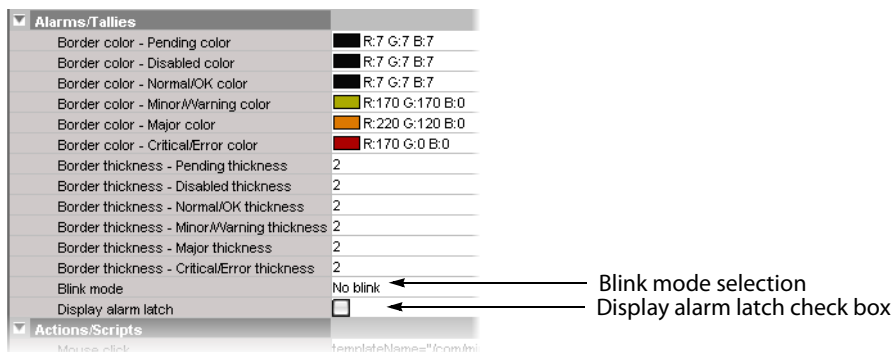 Alarms/Tallies
Border color - Pending color R:7 G:7 B:7
Border color - Disabled color R:7 G:7 B:7
Border color - Normal/OK color R:7 G:7 B:7
Border color - Minor/Warning color R:170 G:170 B:0
Border color - Major color R:220 G:120 B:0
Border color - Critical/Error color R:170 G:0 B:0
Border thickness - Pending thickness 2
Border thickness - Disabled thickness 2
Border thickness - Normal/OK thickness 2
Border thickness - Minor/Warning thickness 2
Border thickness - Major thickness 2
Border thickness - Critical/Error thickness 2
Blink mode No blink Blink mode selection
Display alarm latch Display alarm latch check box
Actions/Scripts
Mouse click templateName="/com/mi